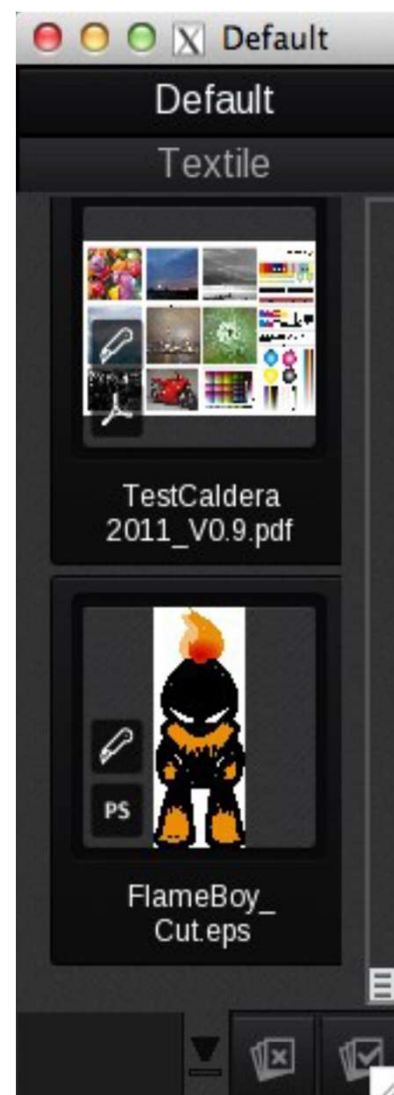 Default
Default
Textile
TestCaldera
2011_V0.9.pdf
PS
FlameBoy_
Cut.eps